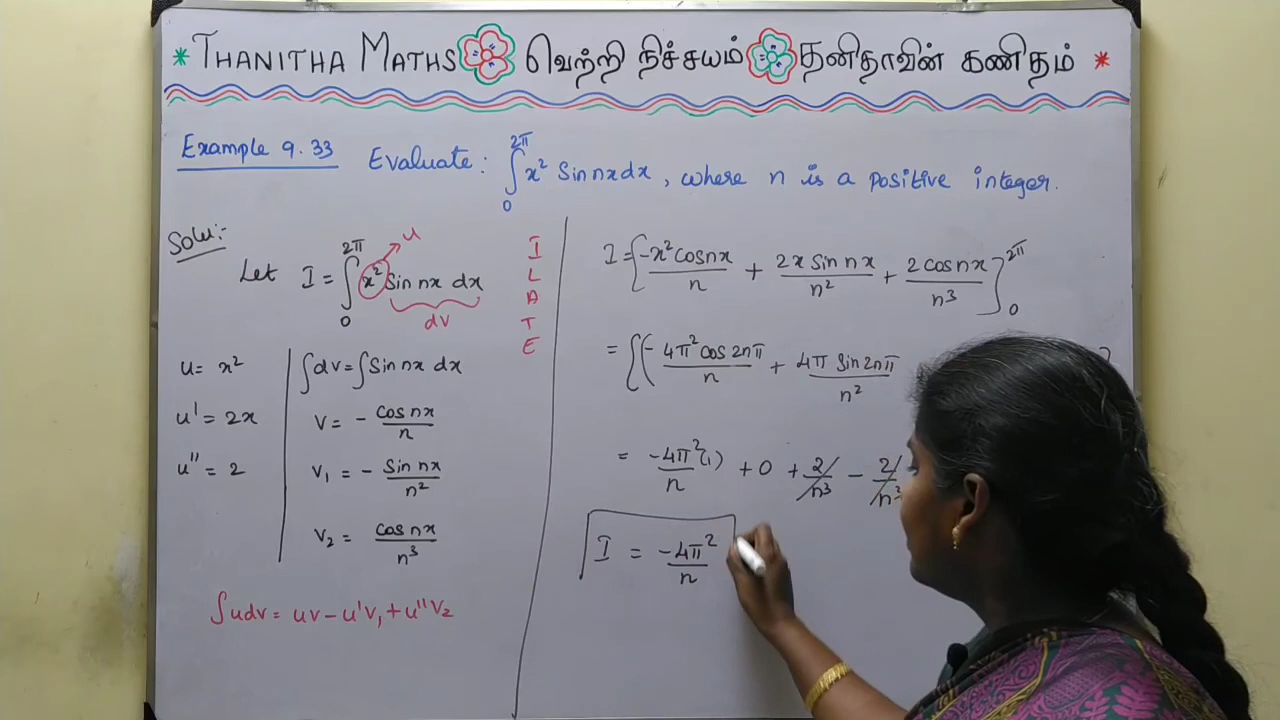 * THANITHA MATHS வெற்றி நிச்சயம் தனிதாவின் கணிதம் *
Example 9.33 Evaluate: ∫₀^2π x² Sin nx dx, where n is a positive integer.
Solu:-
Let I = ∫₀^2π x² Sin nx dx
u
dv
I
L
A
T
E
u = x²
u' = 2x
u'' = 2
∫dv = ∫Sin nx dx
v = - cos nx / n
v₁ = - Sin nx / n²
v₂ = cos nx / n³
∫udv = uv - u'v₁ + u''v₂
I = [-x² cos nx / n + 2x Sin nx / n² + 2 cos nx / n³]₀^2π
= [(- 4π² cos 2nπ / n + 4π Sin 2nπ / n²
= -4π²(1) / n + 0 + 2/n³ - 2/n³
I = -4π² / n